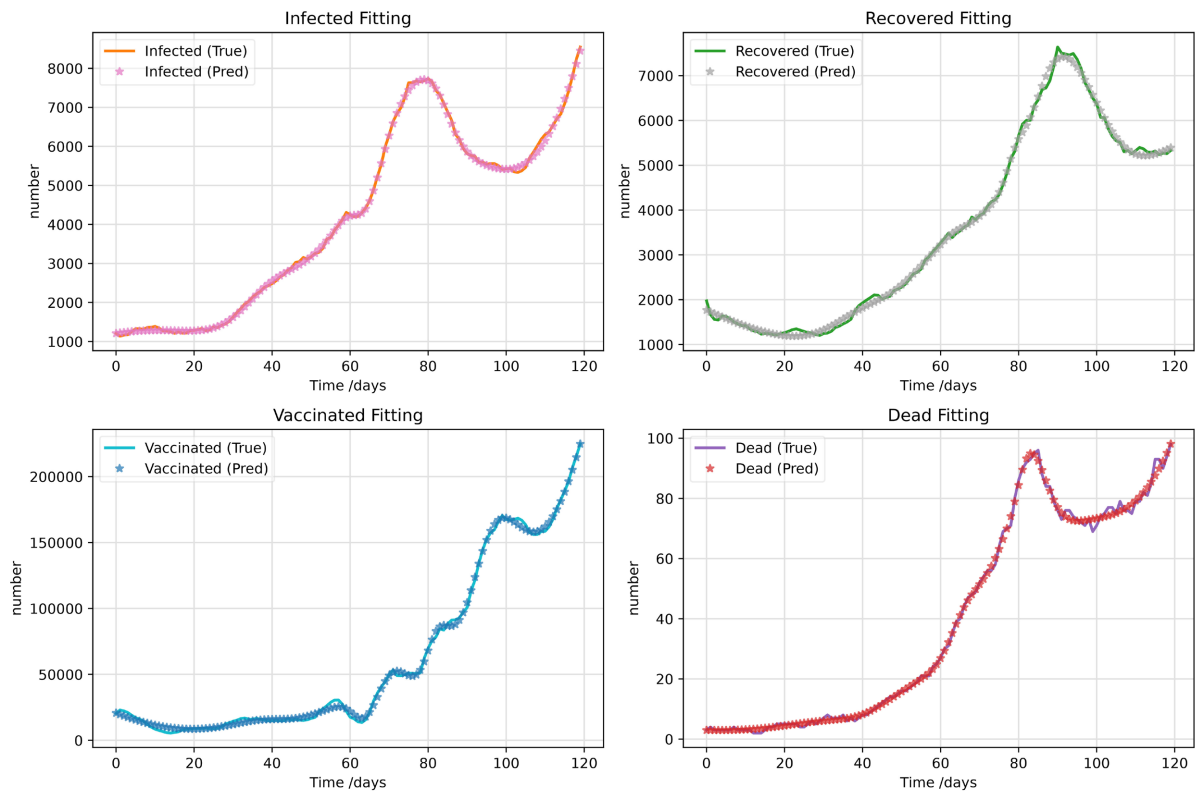 Infected Fitting
Infected (True)
Infected (Pred)
number
8000
7000
6000
5000
4000
3000
2000
1000
0 20 40 60 80 100 120
Time /days
Recovered Fitting
Recovered (True)
Recovered (Pred)
number
7000
6000
5000
4000
3000
2000
1000
0 20 40 60 80 100 120
Time /days
Vaccinated Fitting
Vaccinated (True)
Vaccinated (Pred)
number
200000
150000
100000
50000
0
0 20 40 60 80 100 120
Time /days
Dead Fitting
Dead (True)
Dead (Pred)
number
100
80
60
40
20
0
0 20 40 60 80 100 120
Time /days